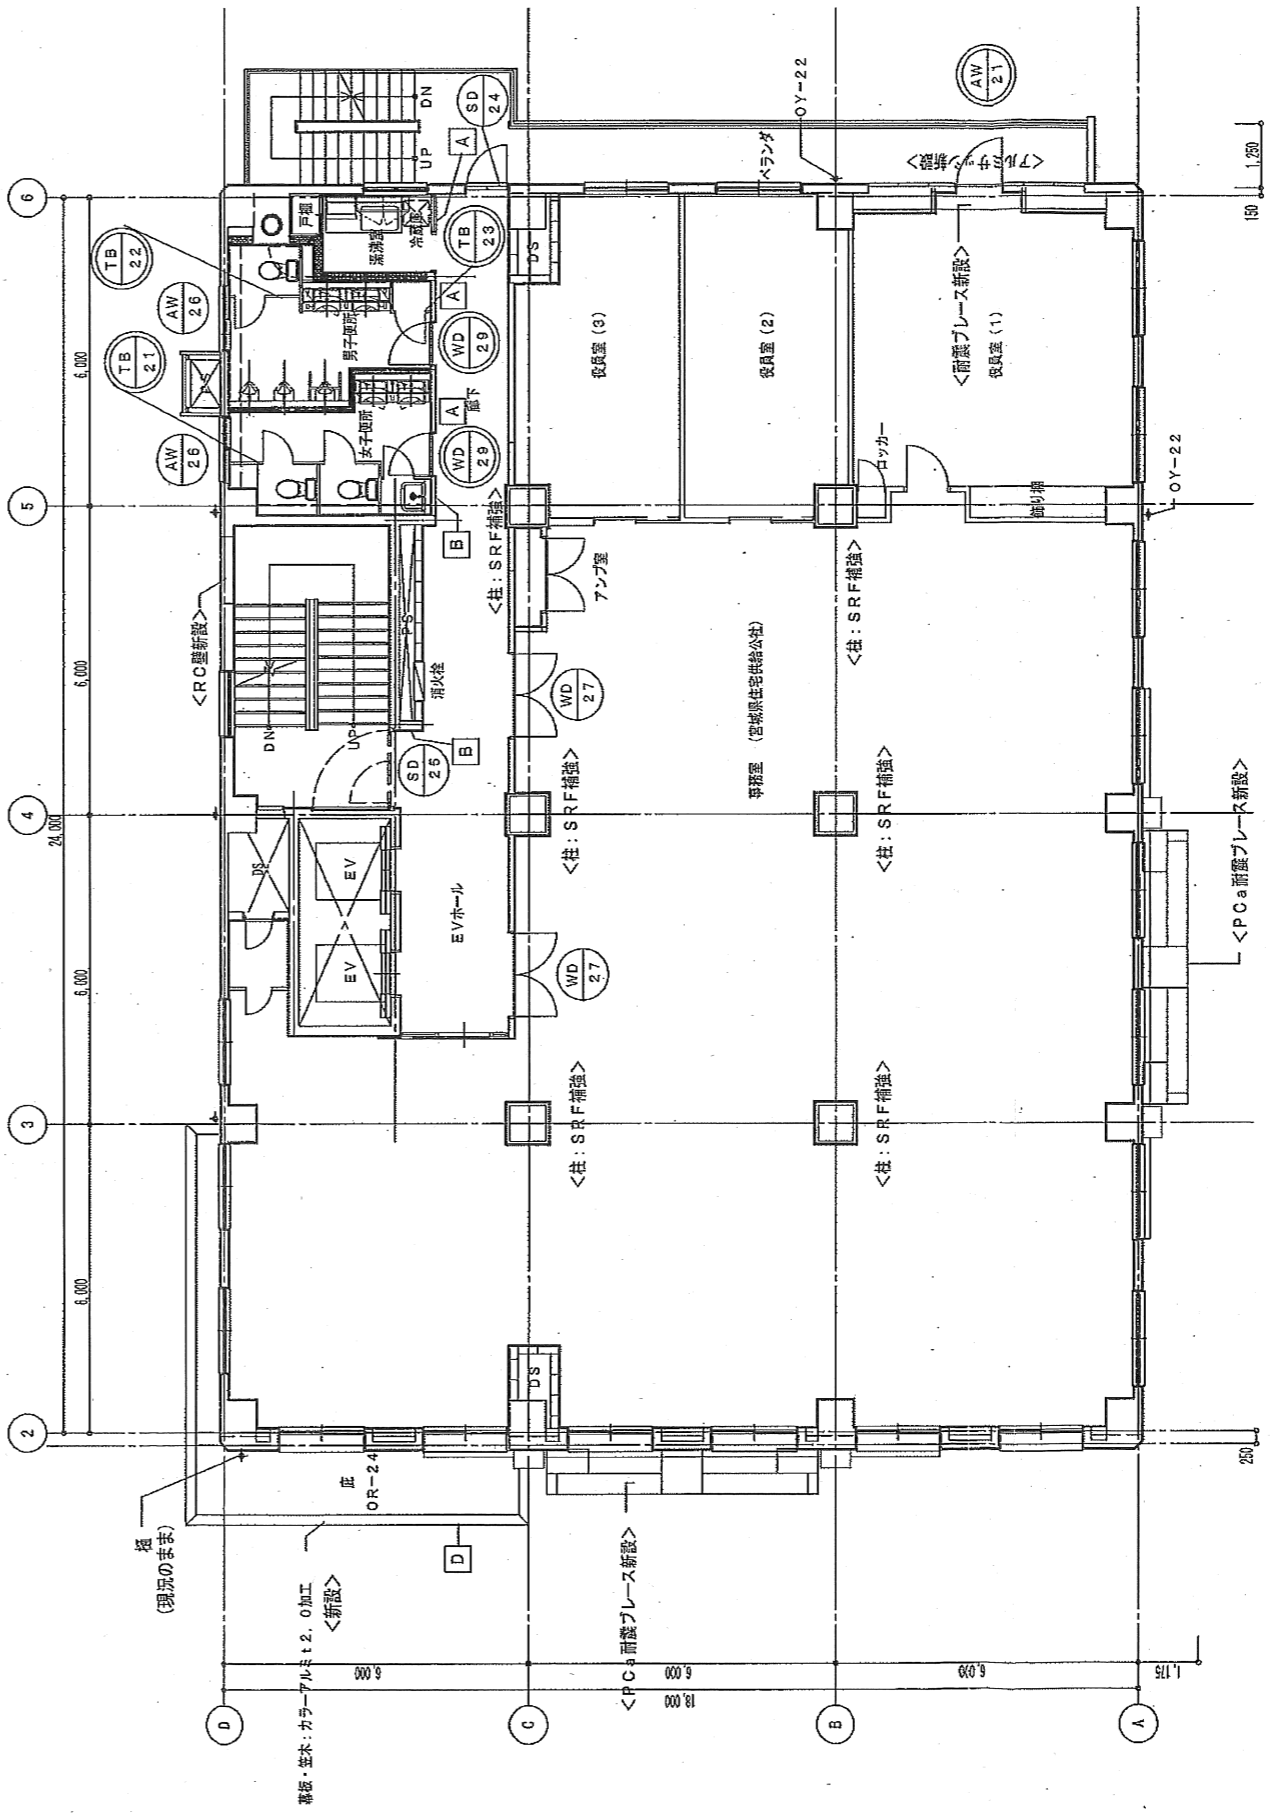 2
3
4
5
6
24,000
6,000
6,000
6,000
6,000
D
C
B
A
18,000
6,000
6,000
6,000
1,175
250
150
1,250
(現況のまま)
庇
OR-24
幕板・笠木:カラーアルミt2.0加工
<新設>
D
<PCa耐震ブレース新設>
<PCa耐震ブレース新設>
<RC壁新設>
DS
DS
DS
EV
EV
EVホール
DN
UP
SD
25
B
PS
消火栓
B
WD
27
WD
27
アンプ室
事務室 (宮城県住宅供給公社)
<柱:SRF補強>
<柱:SRF補強>
<柱:SRF補強>
<柱:SRF補強>
<柱:SRF補強>
<柱:SRF補強>
AW
26
TB
21
AW
26
TB
22
PS
女子便所
男子便所
戸棚
湯沸室
冷蔵庫
WD
29
WD
29
A
A
A
廊下
TB
23
SD
24
UP
DN
役員室(3)
役員室(2)
役員室(1)
<耐震ブレース新設>
ロッカー
飾り棚
ベランダ
OY-22
OY-22
<アルミサッシ新設>
AW
21